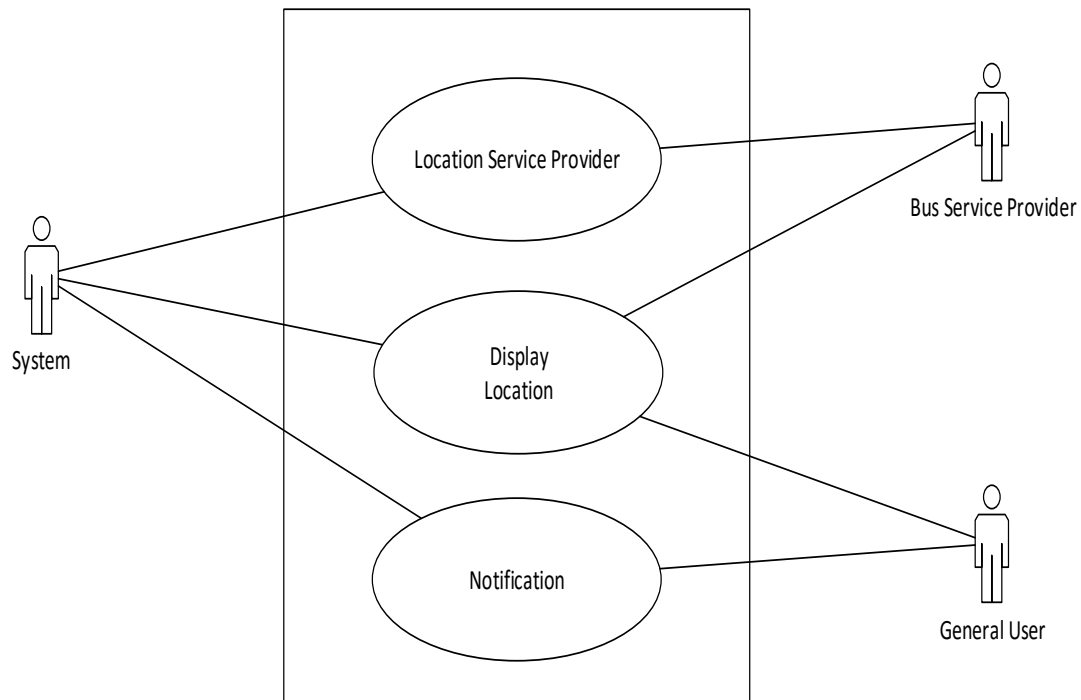 Location Service Provider
Bus Service Provider
System
Display
Location
Notification
General User